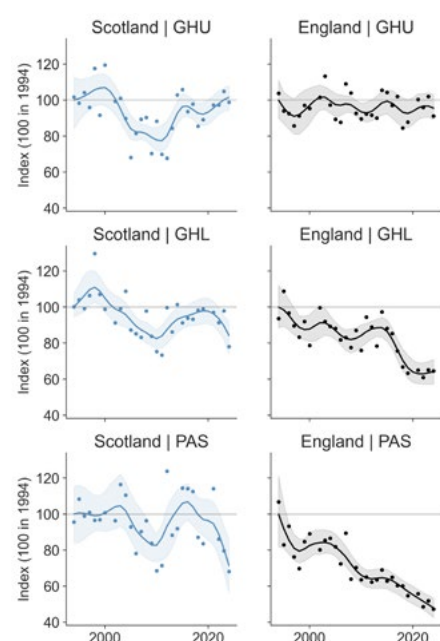 Scotland | GHU England | GHU
Index (100 in 1994)
120
100
80
60
40
Scotland | GHL England | GHL
Index (100 in 1994)
120
100
80
60
40
Scotland | PAS England | PAS
Index (100 in 1994)
120
100
80
60
40
2000 2020 2000 2020